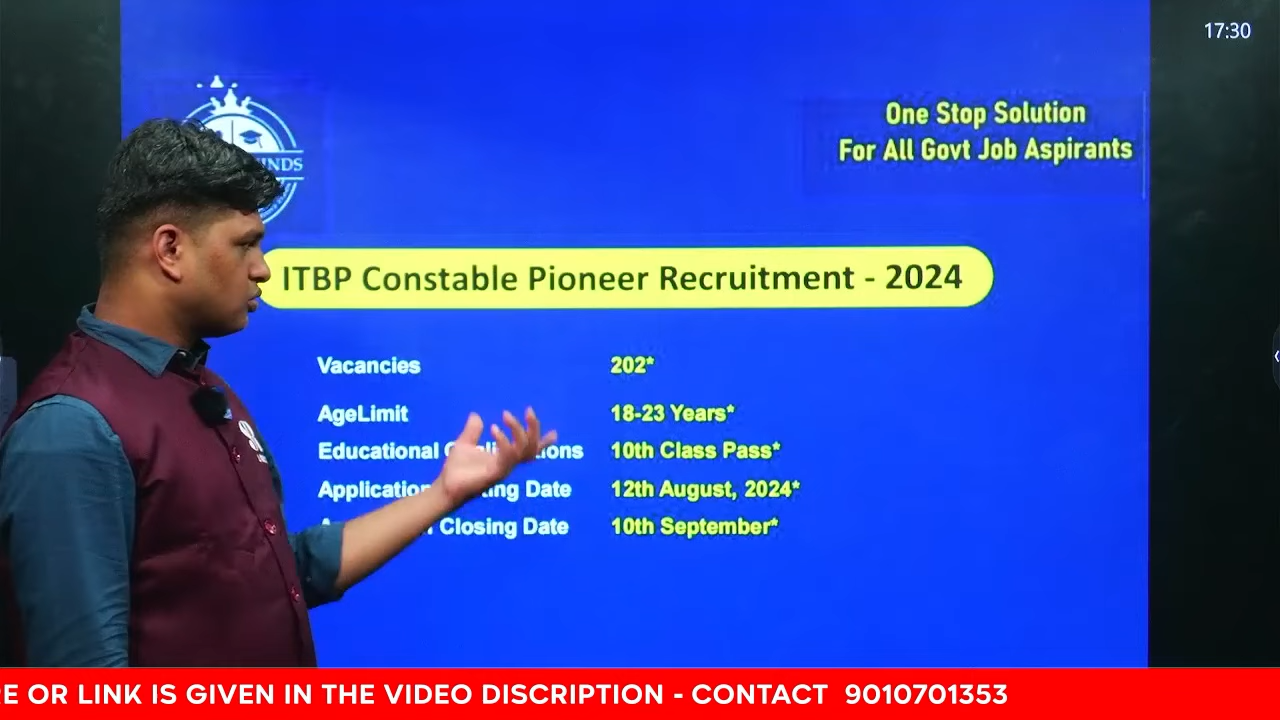 17:30
One Stop Solution
For All Govt Job Aspirants
INDS
ITBP Constable Pioneer Recruitment - 2024
Vacancies 202*
AgeLimit 18-23 Years*
Educational 10th Class Pass*
Date 12th August, 2024*
Closing Date 10th September*
RE OR LINK IS GIVEN IN THE VIDEO DISCRIPTION - CONTACT 9010701353